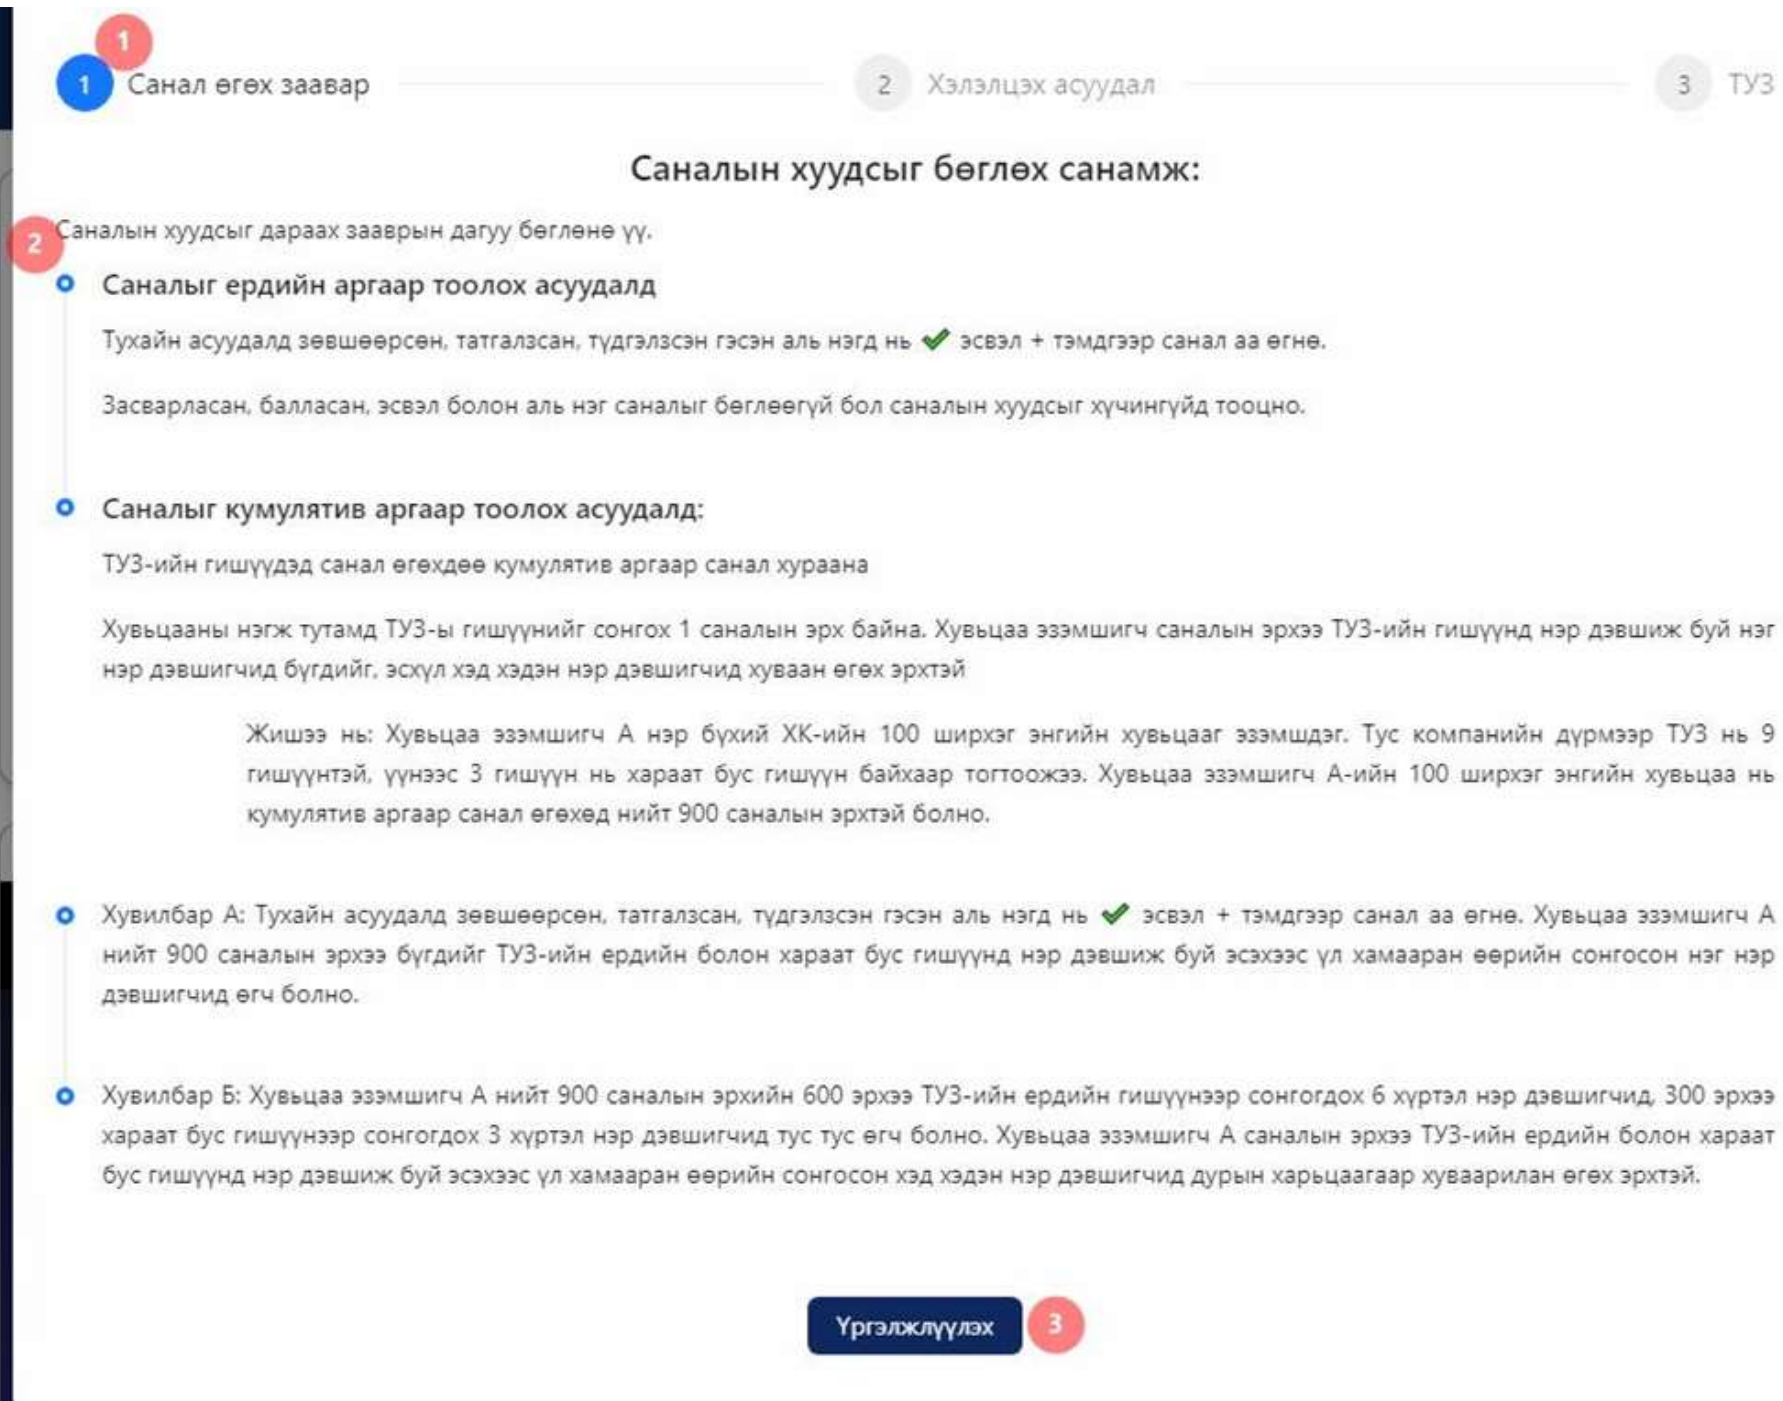 1
1 Санал өгөх заавар 2 Хэлэлцэх асуудал 3 ТУЗ
Саналын хуудсыг бөглөх санамж:
2 Саналын хуудсыг дараах зааврын дагуу бөглөнө үү.
Саналыг ердийн аргаар тоолох асуудалд
Тухайн асуудалд зөвшөөрсөн, татгалзсан, түдгэлзсэн гэсэн аль нэгд нь ✔ эсвэл + тэмдгээр санал аа өгнө.
Засварласан, балласан, эсвэл болон аль нэг саналыг бөглөөгүй бол саналын хуудсыг хүчингүйд тооцно.
Саналыг кумулятив аргаар тоолох асуудалд:
ТУЗ-ийн гишүүдэд санал өгөхдөө кумулятив аргаар санал хураана
Хувьцааны нэгж тутамд ТУЗ-ы гишүүнийг сонгох 1 саналын эрх байна. Хувьцаа эзэмшигч саналын эрхээ ТУЗ-ийн гишүүнд нэр дэвшиж буй нэг
нэр дэвшигчид бүгдийг, эсхүл хэд хэдэн нэр дэвшигчид хуваан өгөх эрхтэй
Жишээ нь: Хувьцаа эзэмшигч А нэр бүхий ХК-ийн 100 ширхэг энгийн хувьцааг эзэмшдэг. Тус компанийн дүрмээр ТУЗ нь 9
гишүүнтэй, үүнээс 3 гишүүн нь хараат бус гишүүн байхаар тогтоожээ. Хувьцаа эзэмшигч А-ийн 100 ширхэг энгийн хувьцаа нь
кумулятив аргаар санал өгөхөд нийт 900 саналын эрхтэй болно.
Хувилбар А: Тухайн асуудалд зөвшөөрсөн, татгалзсан, түдгэлзсэн гэсэн аль нэгд нь ✔ эсвэл + тэмдгээр санал аа өгнө. Хувьцаа эзэмшигч А
нийт 900 саналын эрхээ бүгдийг ТУЗ-ийн ердийн болон хараат бус гишүүнд нэр дэвшиж буй эсэхээс үл хамааран өөрийн сонгосон нэг нэр
дэвшигчид өгч болно.
Хувилбар Б: Хувьцаа эзэмшигч А нийт 900 саналын эрхийн 600 эрхээ ТУЗ-ийн ердийн гишүүнээр сонгогдох 6 хүртэл нэр дэвшигчид, 300 эрхээ
хараат бус гишүүнээр сонгогдох 3 хүртэл нэр дэвшигчид тус тус өгч болно. Хувьцаа эзэмшигч А саналын эрхээ ТУЗ-ийн ердийн болон хараат
бус гишүүнд нэр дэвшиж буй эсэхээс үл хамааран өөрийн сонгосон хэд хэдэн нэр дэвшигчид дурын харьцаагаар хуваарилан өгөх эрхтэй.
Үргэлжлүүлэх 3